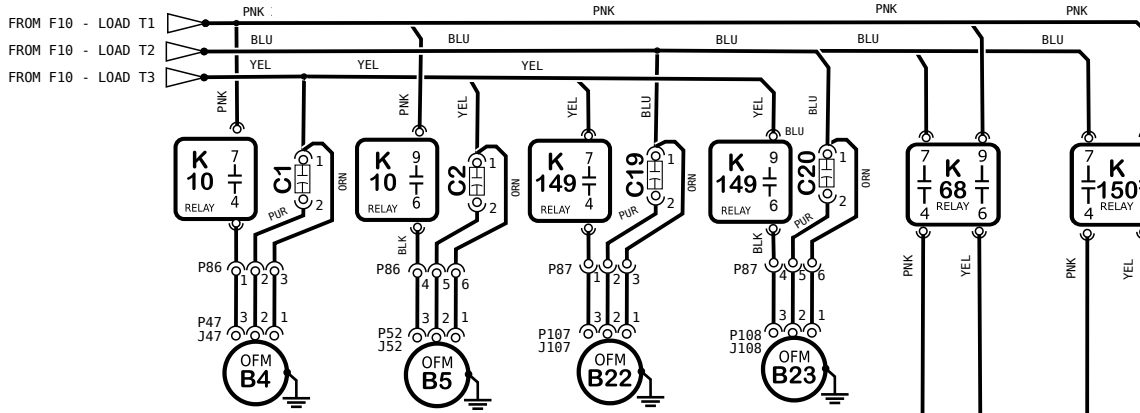 PNK PNK PNK PNK
FROM F10 - LOAD T1
BLU BLU BLU BLU BLU
FROM F10 - LOAD T2
YEL YEL YEL
FROM F10 - LOAD T3
PNK PNK YEL YEL BLU YEL BLU
BLU
K 7 1 K 9 1 K 7 1 K 9 1 7 K 9 7 K
10 C1 10 C2 149 C19 149 C20 68 150
ORN ORN ORN ORN
RELAY 4 2 RELAY 6 2 RELAY 4 2 RELAY 6 2 4 RELAY 6 4 RELAY
PUR PUR PUR
BLK BLK
PNK YEL PNK YEL
P86 1 2 3 P86 4 5 6 P87 1 2 3 P87 4 5 6
3 2 1 3 2 1 3 2 1 3 2 1
P47 P52 P107 P108
J47 J52 J107 J108
OFM OFM OFM OFM
B4 B5 B22 B23